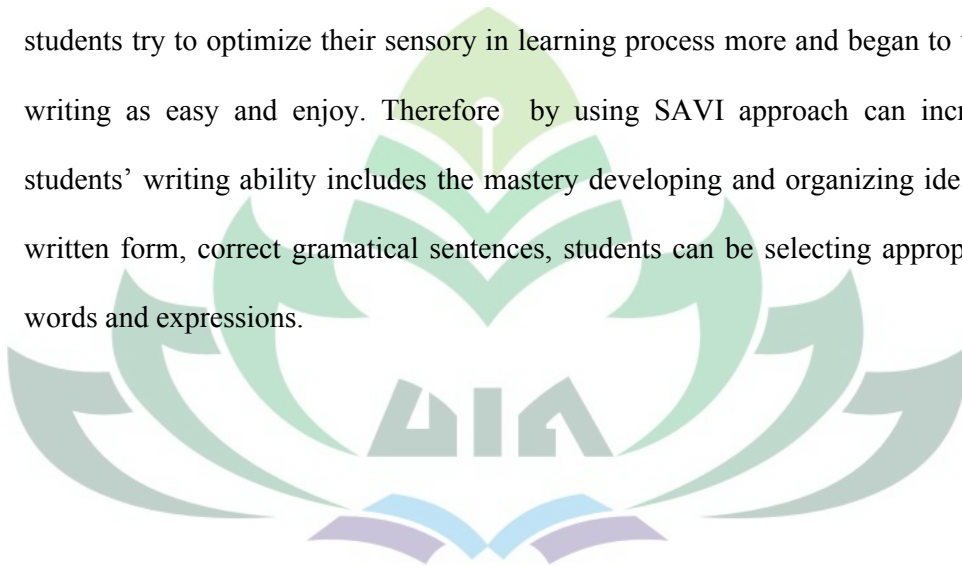 students try to optimize their sensory in learning process more and began to
writing as easy and enjoy. Therefore by using SAVI approach can
students’ writing ability includes the mastery developing and organizing
written form, correct gramatical sentences, students can be selecting
words and expressions.
UIN